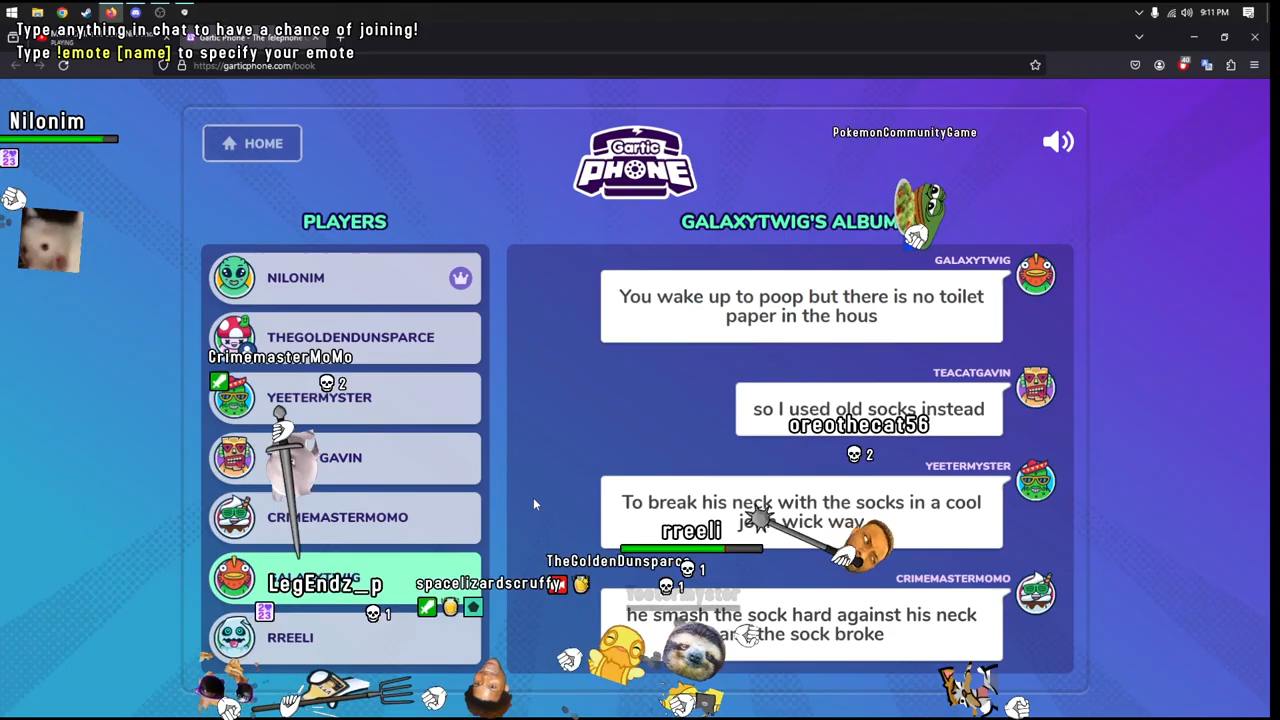 9:11 PM
Type anything in chat to have a chance of joining!
Type !emote [name] to specify your emote
https://garticphone.com/book
Nilonim
HOME
Gartic
PHONE
PokemonCommunityGame
PLAYERS
GALAXYTWIG'S ALBUM
NILONIM
THEGOLDENDUNSPARCE
CrimemasterMoMo
2
YEETERMYSTER
GAVIN
CRIMEMASTERMOMO
LegEndz_p
1
RREELI
GALAXYTWIG
You wake up to poop but there is no toilet
paper in the hous
TEACATGAVIN
so I used old socks instead
oreothecat56
2
YEETERMYSTER
To break his neck with the socks in a cool
wick way
rreeli
1
TheGoldenDunsparce
1
spacelizardscruffy
CRIMEMASTERMOMO
Yeetermyster
he smash the sock hard against his neck
the sock broke